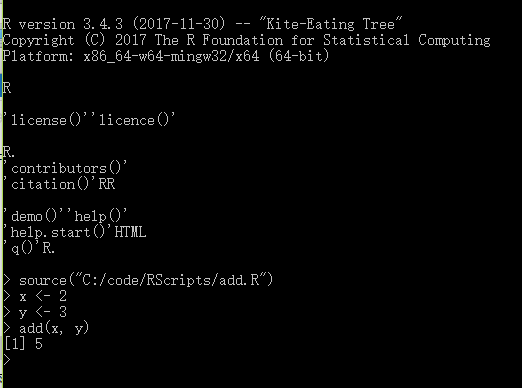 R version 3.4.3 (2017-11-30) -- "Kite-Eating Tree"
Copyright (C) 2017 The R Foundation for Statistical Computing
Platform: x86_64-w64-mingw32/x64 (64-bit)
R
'license()''licence()'
R.
'contributors()'
'citation()'RR
'demo()''help()'
'help.start()'HTML
'q()'R.
> source("C:/code/RScripts/add.R")
> x <- 2
> y <- 3
> add(x, y)
[1] 5
>